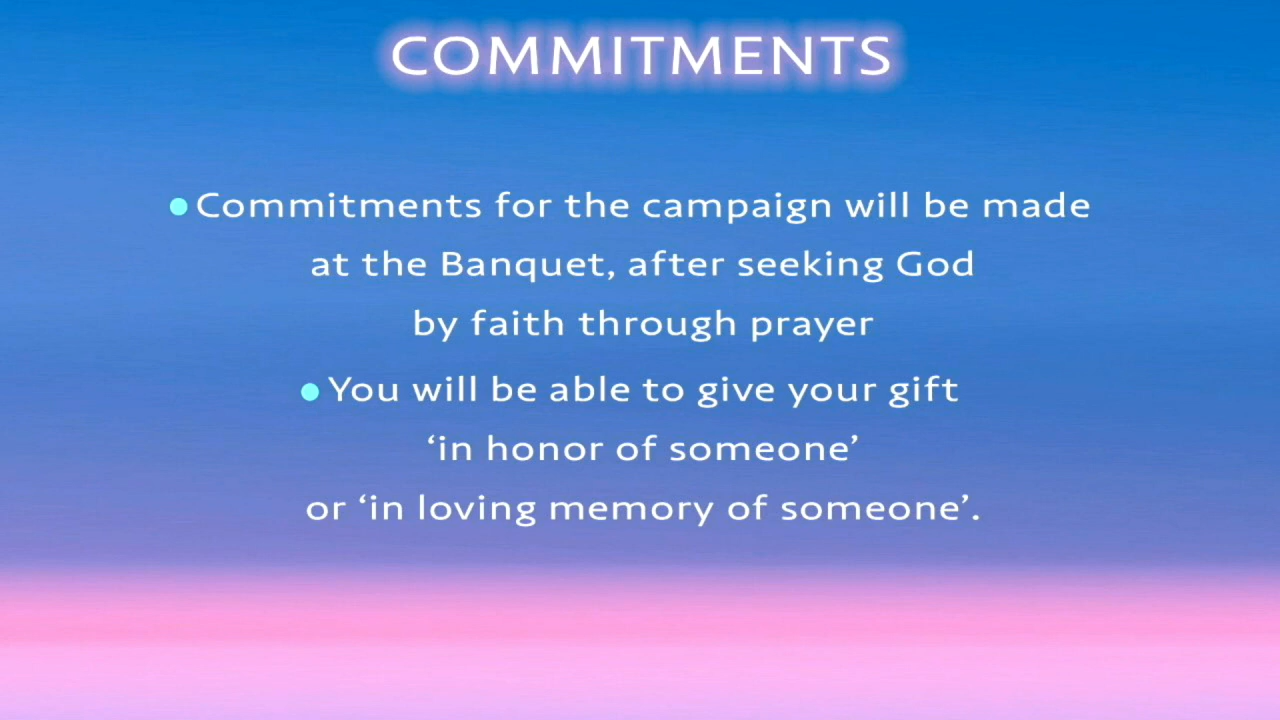 COMMITMENTS
•Commitments for the campaign will be made
at the Banquet, after seeking God
by faith through prayer
•You will be able to give your gift
‘in honor of someone’
or ‘in loving memory of someone’.